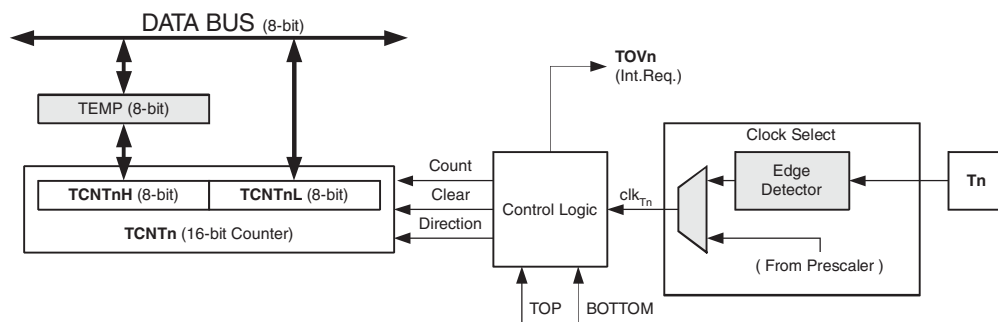 DATA BUS (8-bit)
TOVn
(Int.Req.)
TEMP (8-bit)
Clock Select
Count
Edge
Detector
Tn
TCNTnH (8-bit)
TCNTnL (8-bit)
Clear
Control Logic
clkTn
TCNTn (16-bit Counter)
Direction
( From Prescaler )
TOP
BOTTOM